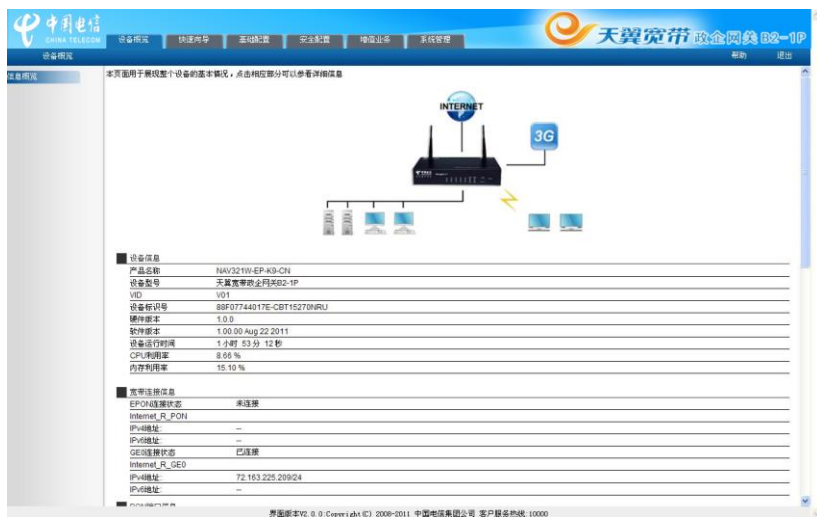 中国电信
CHINA TELECOM
天翼宽带 政企网关 B2-1P
设备概览 快速向导 基础配置 安全配置 增值业务 系统管理
设备概览 帮助 退出
信息概览
本页面用于展现整个设备的基本情况，点击相应部分可以参看详细信息
INTERNET
3G
设备信息
产品名称 NAV321W-EP-K9-CN
设备型号 天翼宽带政企网关B2-1P
VID V01
设备标识号 88F07744017E-CBT15270NRU
硬件版本 1.0.0
软件版本 1.00.00 Aug 22 2011
设备运行时间 1小时 53分 12秒
CPU利用率 8.66 %
内存利用率 15.10 %
宽带连接信息
EPON连接状态 未连接
Internet_R_PON
IPv4地址: --
IPv6地址: --
GE0连接状态 已连接
Internet_R_GE0
IPv4地址: 72.163.225.209/24
IPv6地址: --
界面版本V2.0.0:Copyright(C) 2008-2011 中国电信集团公司 客户服务热线:10000